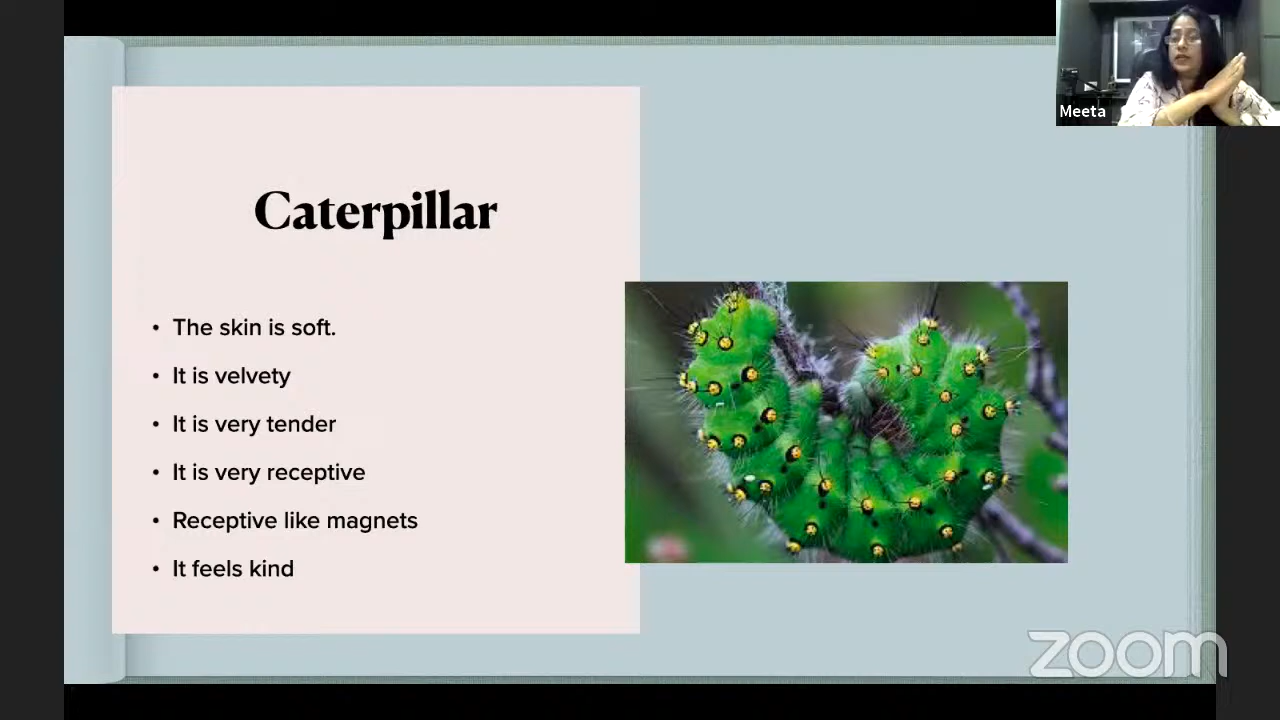 Meeta
Caterpillar
• The skin is soft.
• It is velvety
• It is very tender
• It is very receptive
• Receptive like magnets
• It feels kind
zoom